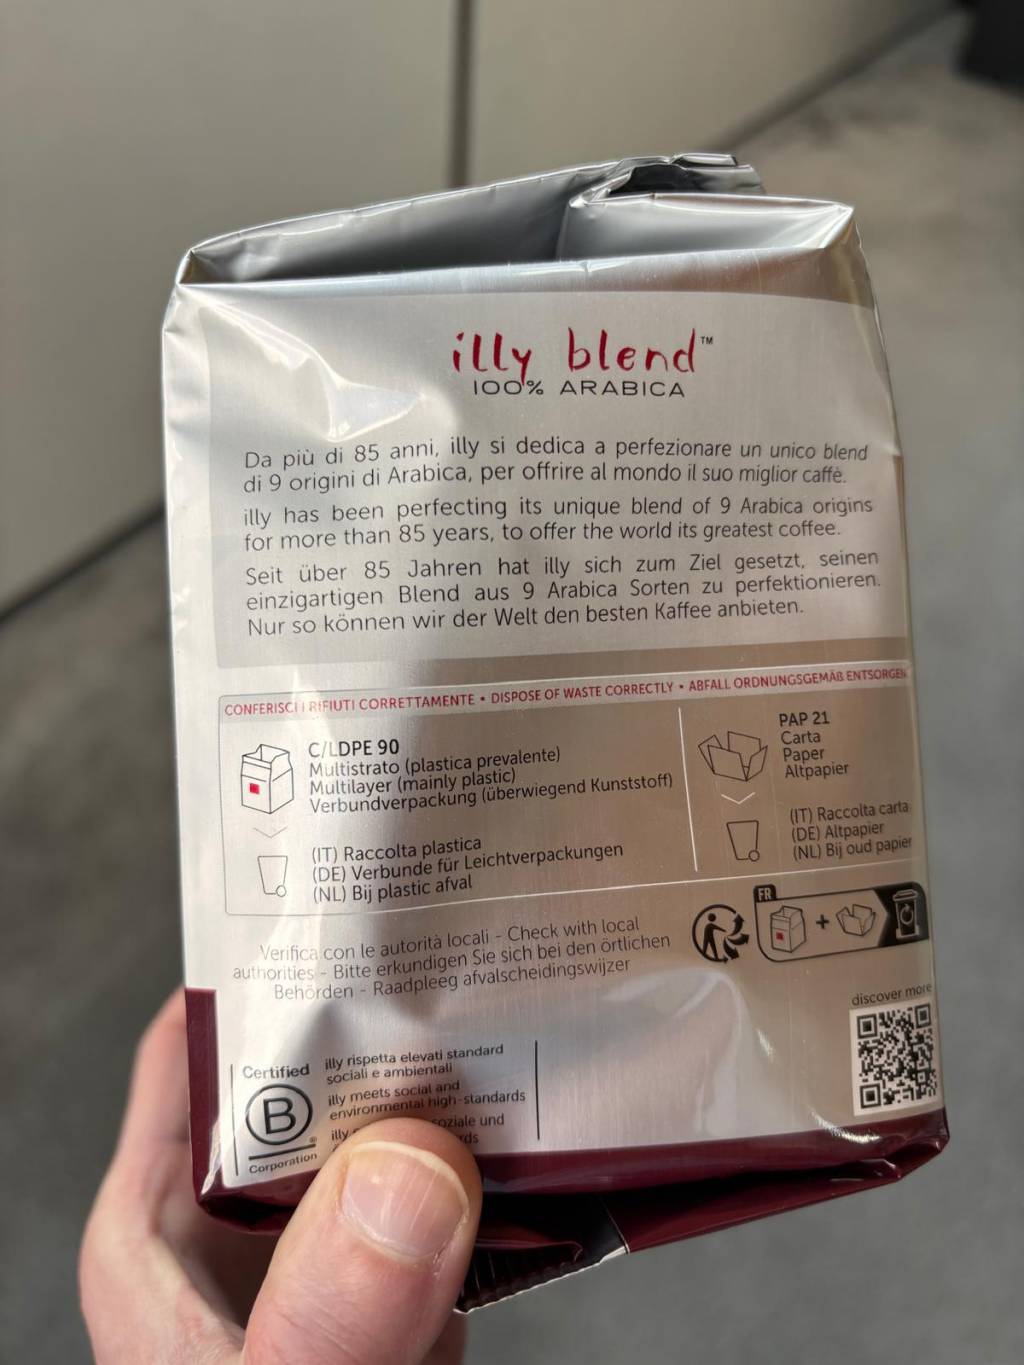 illy blend™
100% ARABICA
Da più di 85 anni, illy si dedica a perfezionare un unico blend
di 9 origini di Arabica, per offrire al mondo il suo miglior caffè.
illy has been perfecting its unique blend of 9 Arabica origins
for more than 85 years, to offer the world its greatest coffee.
Seit über 85 Jahren hat illy sich zum Ziel gesetzt, seinen
einzigartigen Blend aus 9 Arabica Sorten zu perfektionieren.
Nur so können wir der Welt den besten Kaffee anbieten.
CONFERISCI I RIFIUTI CORRETTAMENTE • DISPOSE OF WASTE CORRECTLY • ABFALL ORDNUNGSGEMÄß ENTSORGEN
C/LDPE 90
Multistrato (plastica prevalente)
Multilayer (mainly plastic)
Verbundverpackung (überwiegend Kunststoff)
(IT) Raccolta plastica
(DE) Verbunde für Leichtverpackungen
(NL) Bij plastic afval
PAP 21
Carta
Paper
Altpapier
(IT) Raccolta carta
(DE) Altpapier
(NL) Bij oud papier
FR
+
Verifica con le autorità locali - Check with local
authorities - Bitte erkundigen Sie sich bei den örtlichen
Behörden - Raadpleeg afvalscheidingswijzer
discover more
Certified
B
®
Corporation
illy rispetta elevati standard
sociali e ambientali
illy meets social and
environmental high-standards
illy soziale und